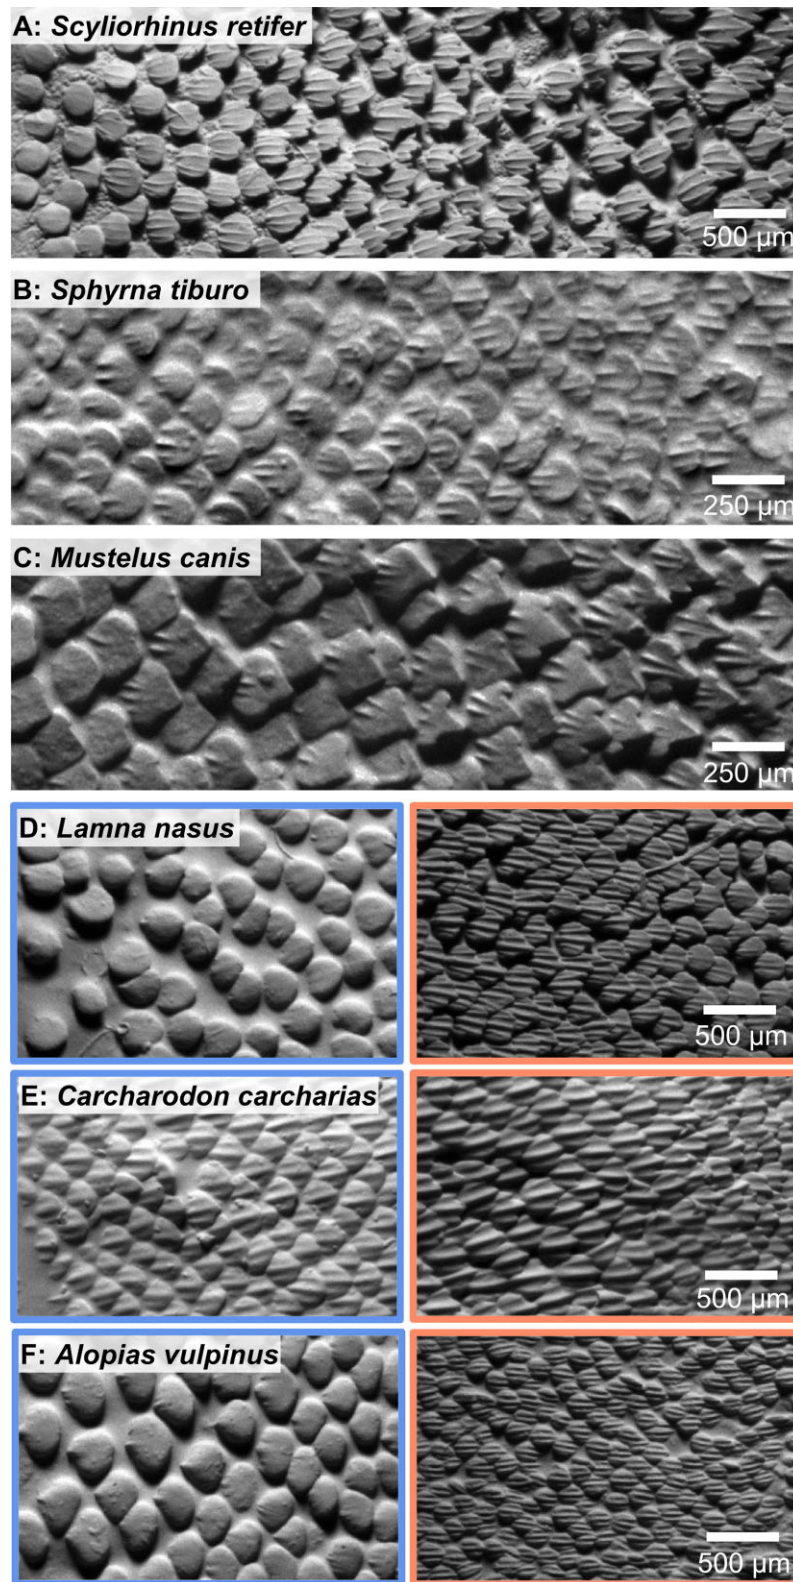 A: Scyliorhinus retifer
500 µm
B: Sphyrna tiburo
250 µm
C: Mustelus canis
250 µm
D: Lamna nasus
500 µm
E: Carcharodon carcharias
500 µm
F: Alopias vulpinus
500 µm